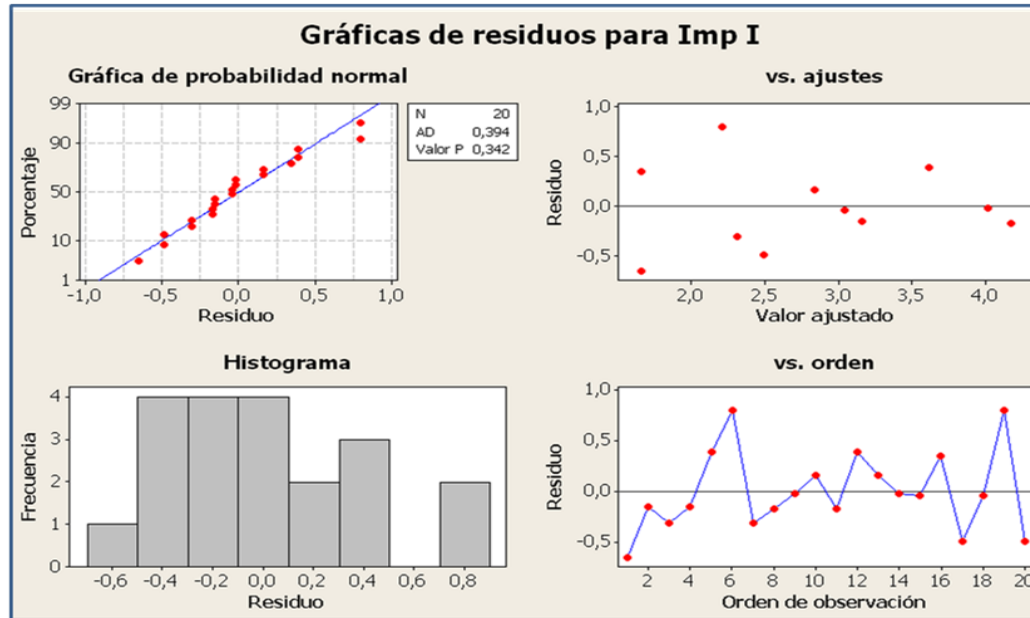 Gráficas de residuos para Imp I
Gráfica de probabilidad normal
99
90
50
10
1
Porcentaje
-1,0 -0,5 0,0 0,5 1,0
Residuo
N 20
AD 0,394
Valor P 0,342
vs. ajustes
1,0
0,5
0,0
-0,5
Residuo
2,0 2,5 3,0 3,5 4,0
Valor ajustado
Histograma
4
3
2
1
0
Frecuencia
-0,6 -0,4 -0,2 0,0 0,2 0,4 0,6 0,8
Residuo
vs. orden
1,0
0,5
0,0
-0,5
Residuo
2 4 6 8 10 12 14 16 18 20
Orden de observación